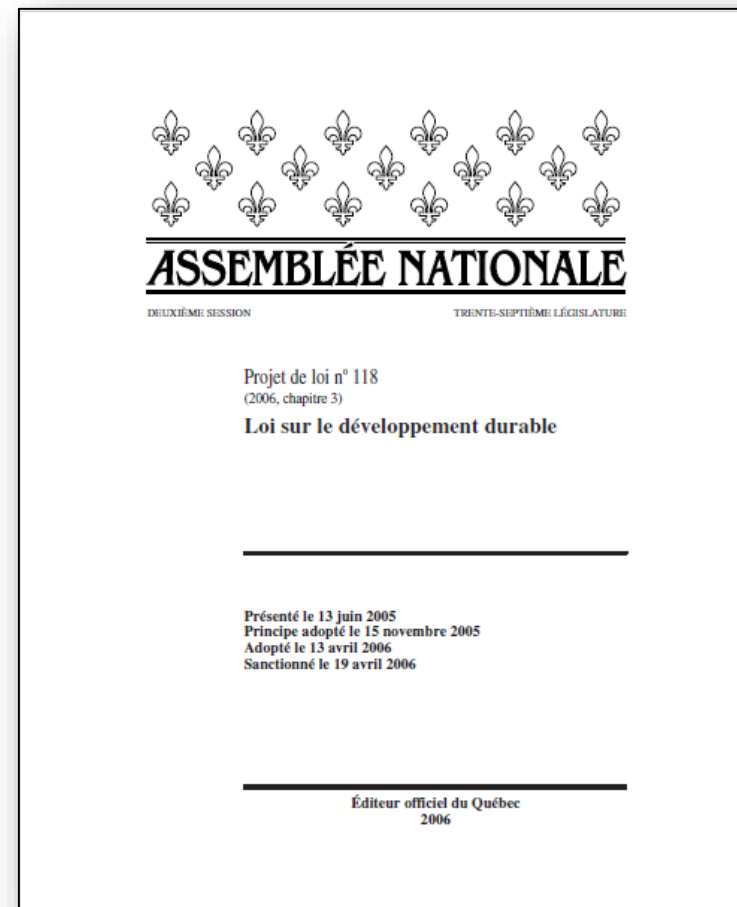 ASSEMBLÉE NATIONALE
DEUXIÈME SESSION TRENTE-SEPTIÈME LÉGISLATURE
Projet de loi nº 118
(2006, chapitre 3)
Loi sur le développement durable
Présenté le 13 juin 2005
Principe adopté le 15 novembre 2005
Adopté le 13 avril 2006
Sanctionné le 19 avril 2006
Éditeur officiel du Québec
2006